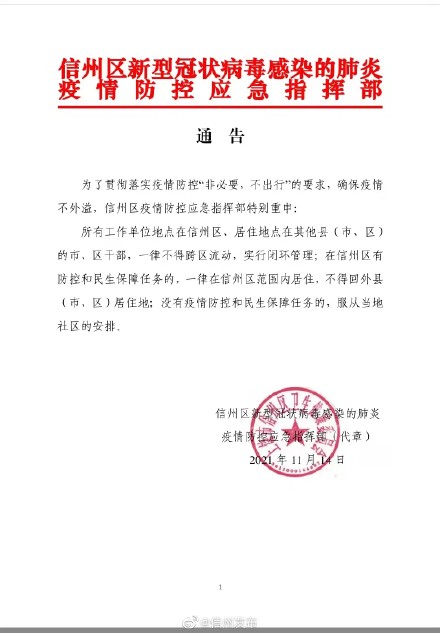 信州区新型冠状病毒感染的肺炎
疫情防控应急指挥部
通 告
为了贯彻落实疫情防控“非必要，不出行”的要求，确保疫情
不外溢，信州区疫情防控应急指挥部特别重申：
所有工作单位地点在信州区、居住地点在其他县（市、区）
的市、区干部，一律不得跨区流动，实行闭环管理；在信州区有
防控和民生保障任务的，一律在信州区范围内居住，不得回外县
（市、区）居住地；没有疫情防控和民生保障任务的，服从当地
社区的安排．
信州区新型冠状病毒感染的肺炎
疫情防控应急指挥部（代章）
2021年11月14日
1
@信州发布